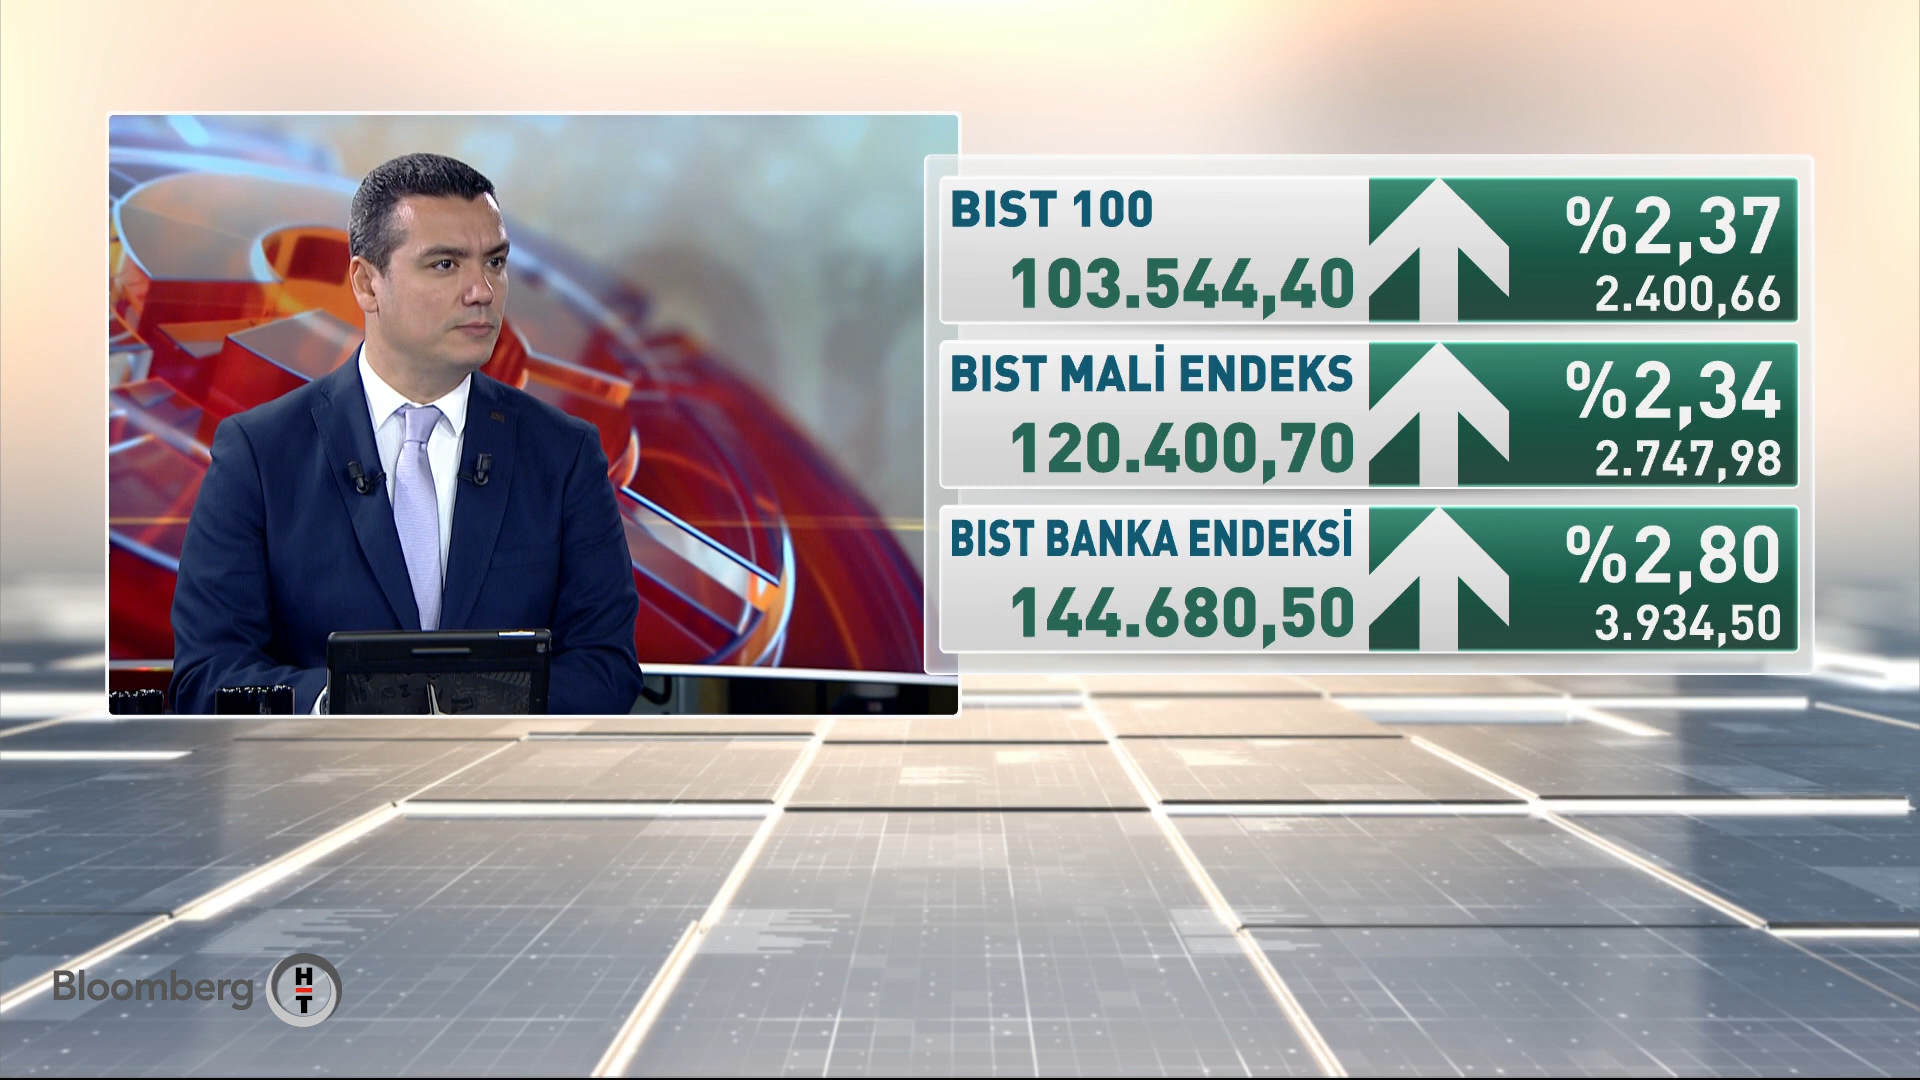 BIST 100
103.544,40
%2,37
2.400,66
BIST MALİ ENDEKS
120.400,70
%2,34
2.747,98
BIST BANKA ENDEKSİ
144.680,50
%2,80
3.934,50
Bloomberg HT